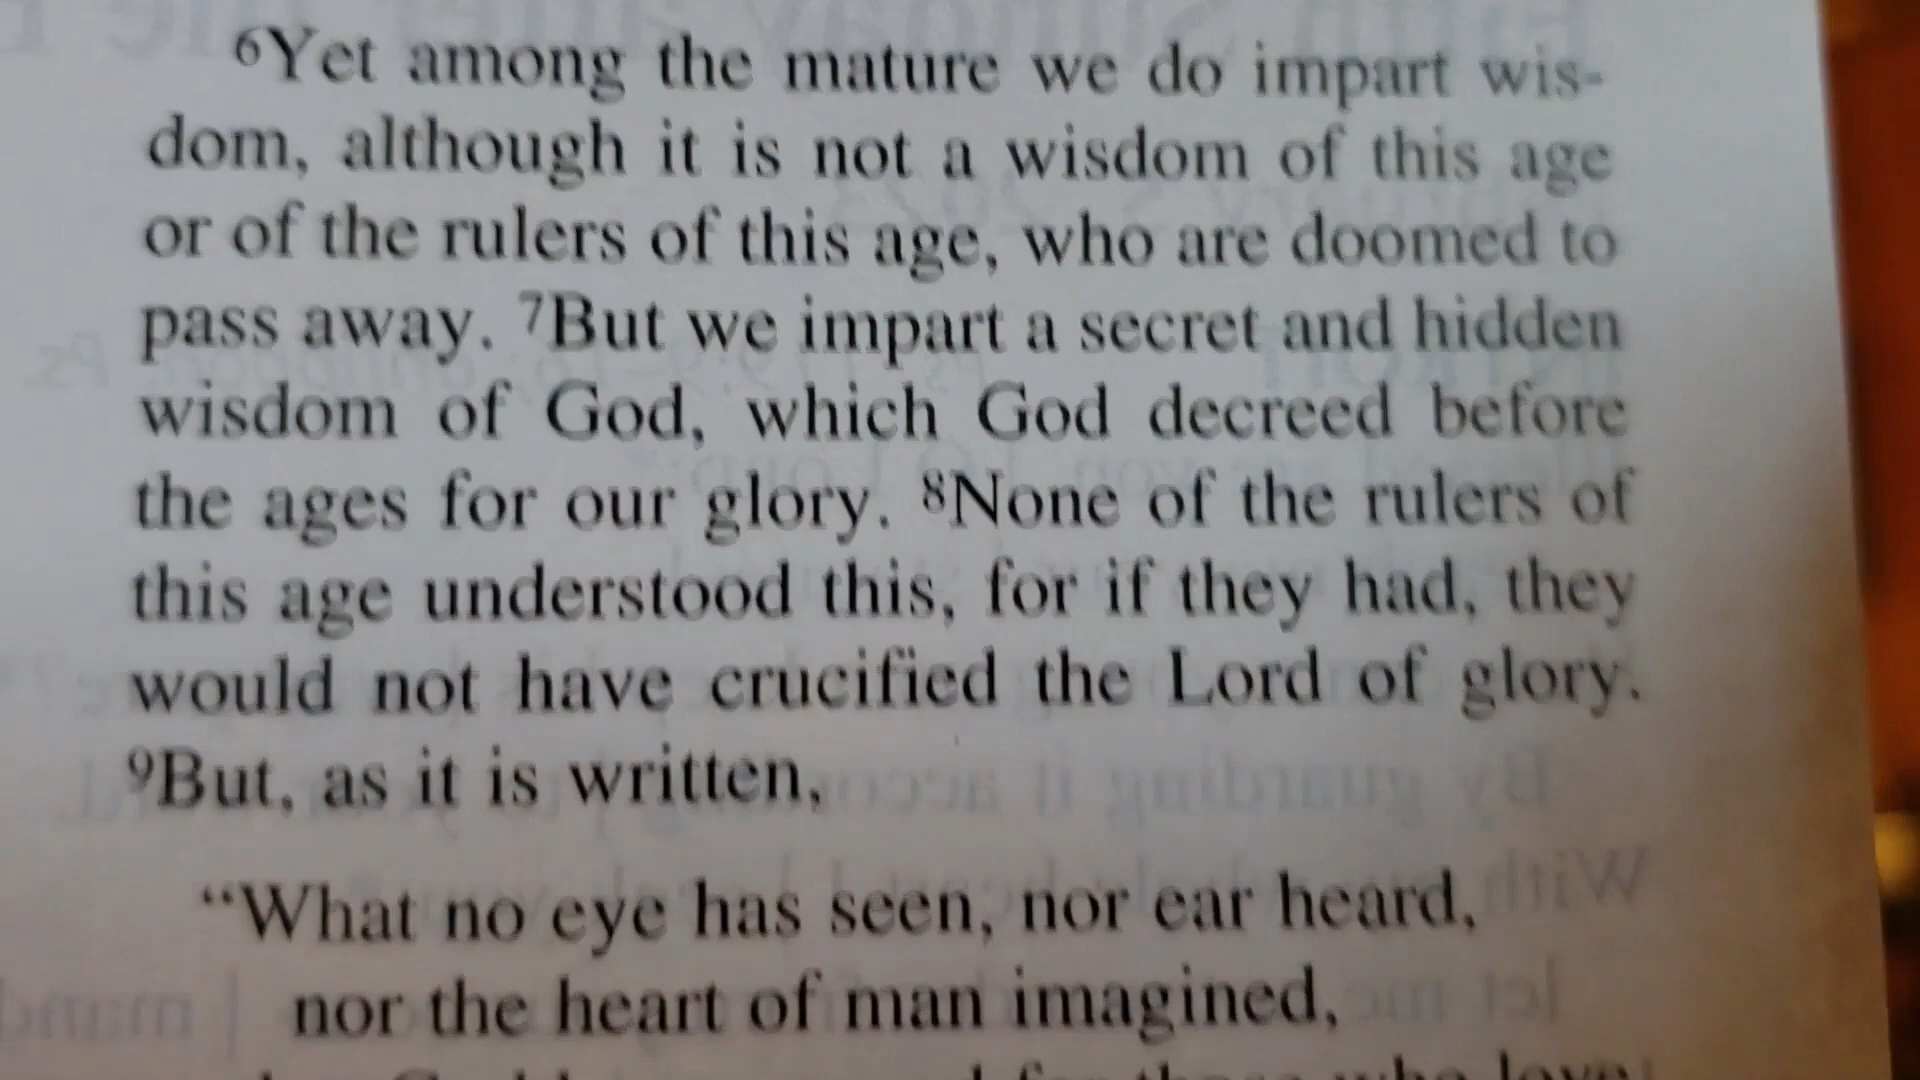 ⁶Yet among the mature we do impart wis-
dom, although it is not a wisdom of this age
or of the rulers of this age, who are doomed to
pass away. ⁷But we impart a secret and hidden
wisdom of God, which God decreed before
the ages for our glory. ⁸None of the rulers of
this age understood this, for if they had, they
would not have crucified the Lord of glory.
⁹But, as it is written,
“What no eye has seen, nor ear heard,
nor the heart of man imagined,
for those who love